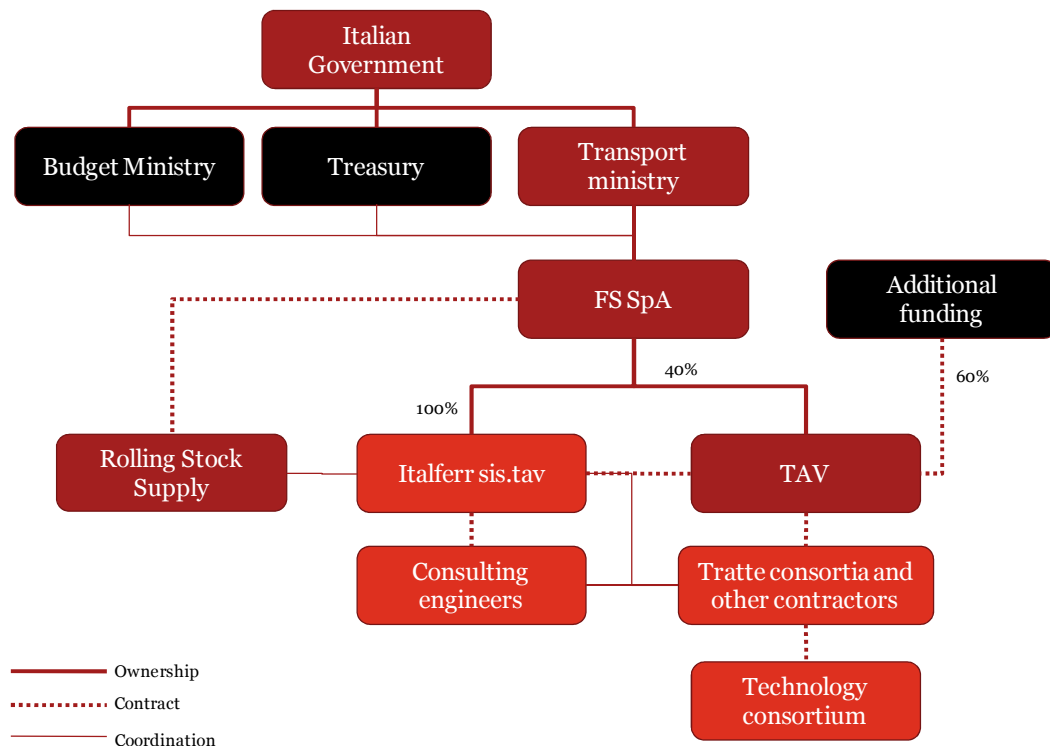 Italian
Government
Budget Ministry
Treasury
Transport
ministry
FS SpA
Additional
funding
40%
60%
100%
Rolling Stock
Supply
Italferr sis.tav
TAV
Consulting
engineers
Tratte consortia and
other contractors
Technology
consortium
Ownership
Contract
Coordination